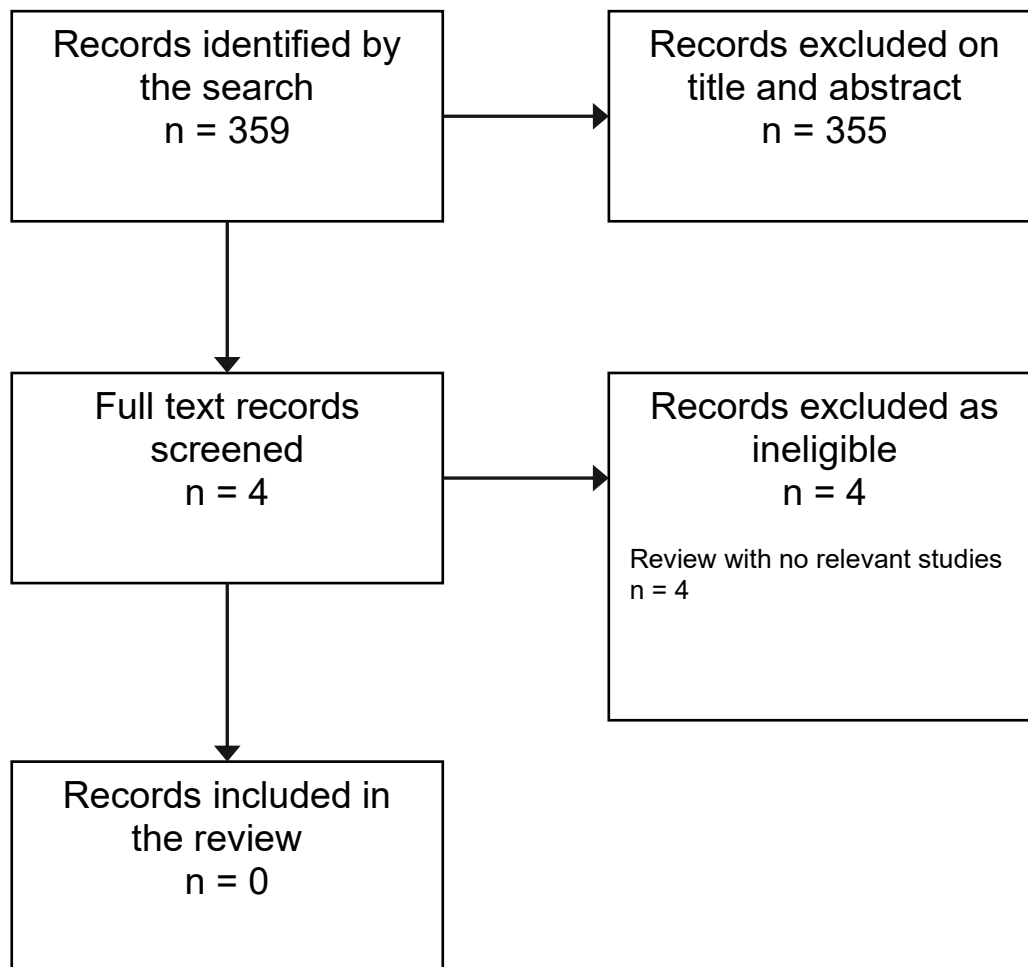 Records identified by
the search
n = 359
Records excluded on
title and abstract
n = 355
Full text records
screened
n = 4
Records excluded as
ineligible
n = 4
Review with no relevant studies
n = 4
Records included in
the review
n = 0